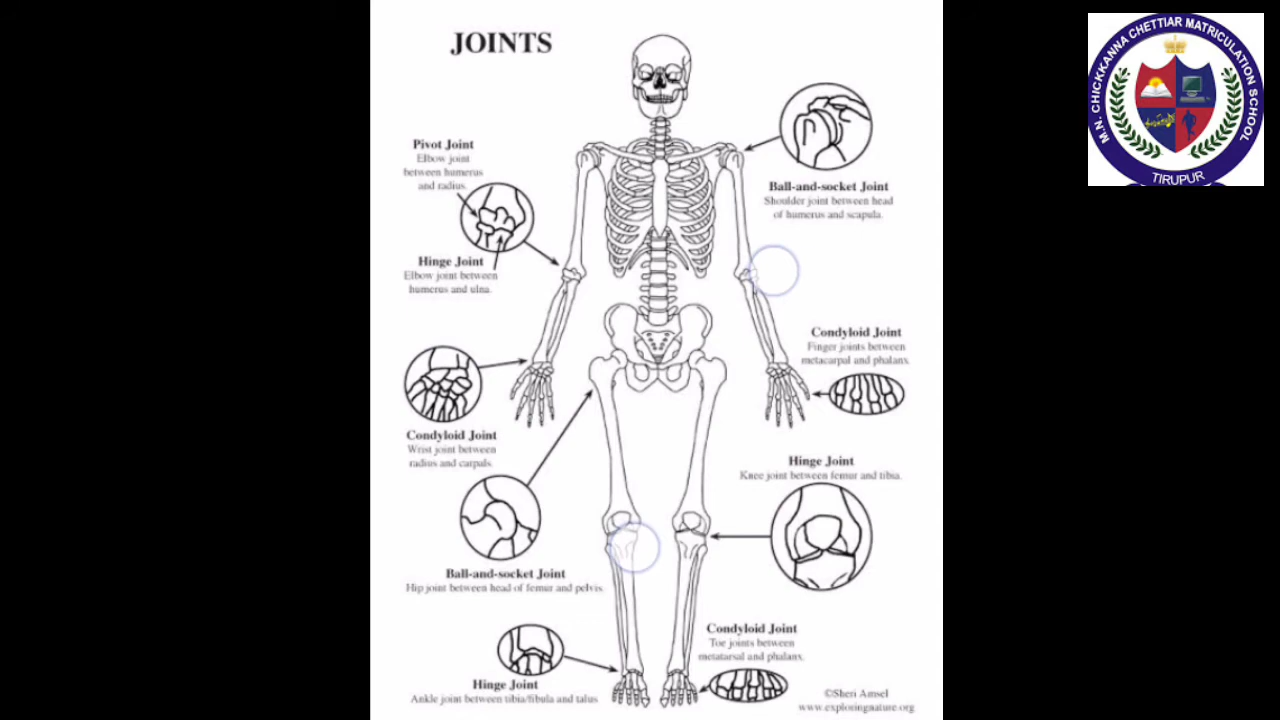 JOINTS
Pivot Joint
Elbow joint
between humerus
and radius.
Hinge Joint
Elbow joint between
humerus and ulna.
Condyloid Joint
Wrist joint between
radius and carpals.
Ball-and-socket Joint
Hip joint between head of femur and pelvis.
Hinge Joint
Ankle joint between tibia/fibula and talus
Ball-and-socket Joint
Shoulder joint between head
of humerus and scapula.
Condyloid Joint
Finger joints between
metacarpal and phalanx.
Hinge Joint
Knee joint between femur and tibia.
Condyloid Joint
Toe joints between
metatarsal and phalanx.
©Sheri Amsel
www.exploringnature.org
M.N. CHICKKANNA CHETTIAR MATRICULATION SCHOOL
TIRUPUR